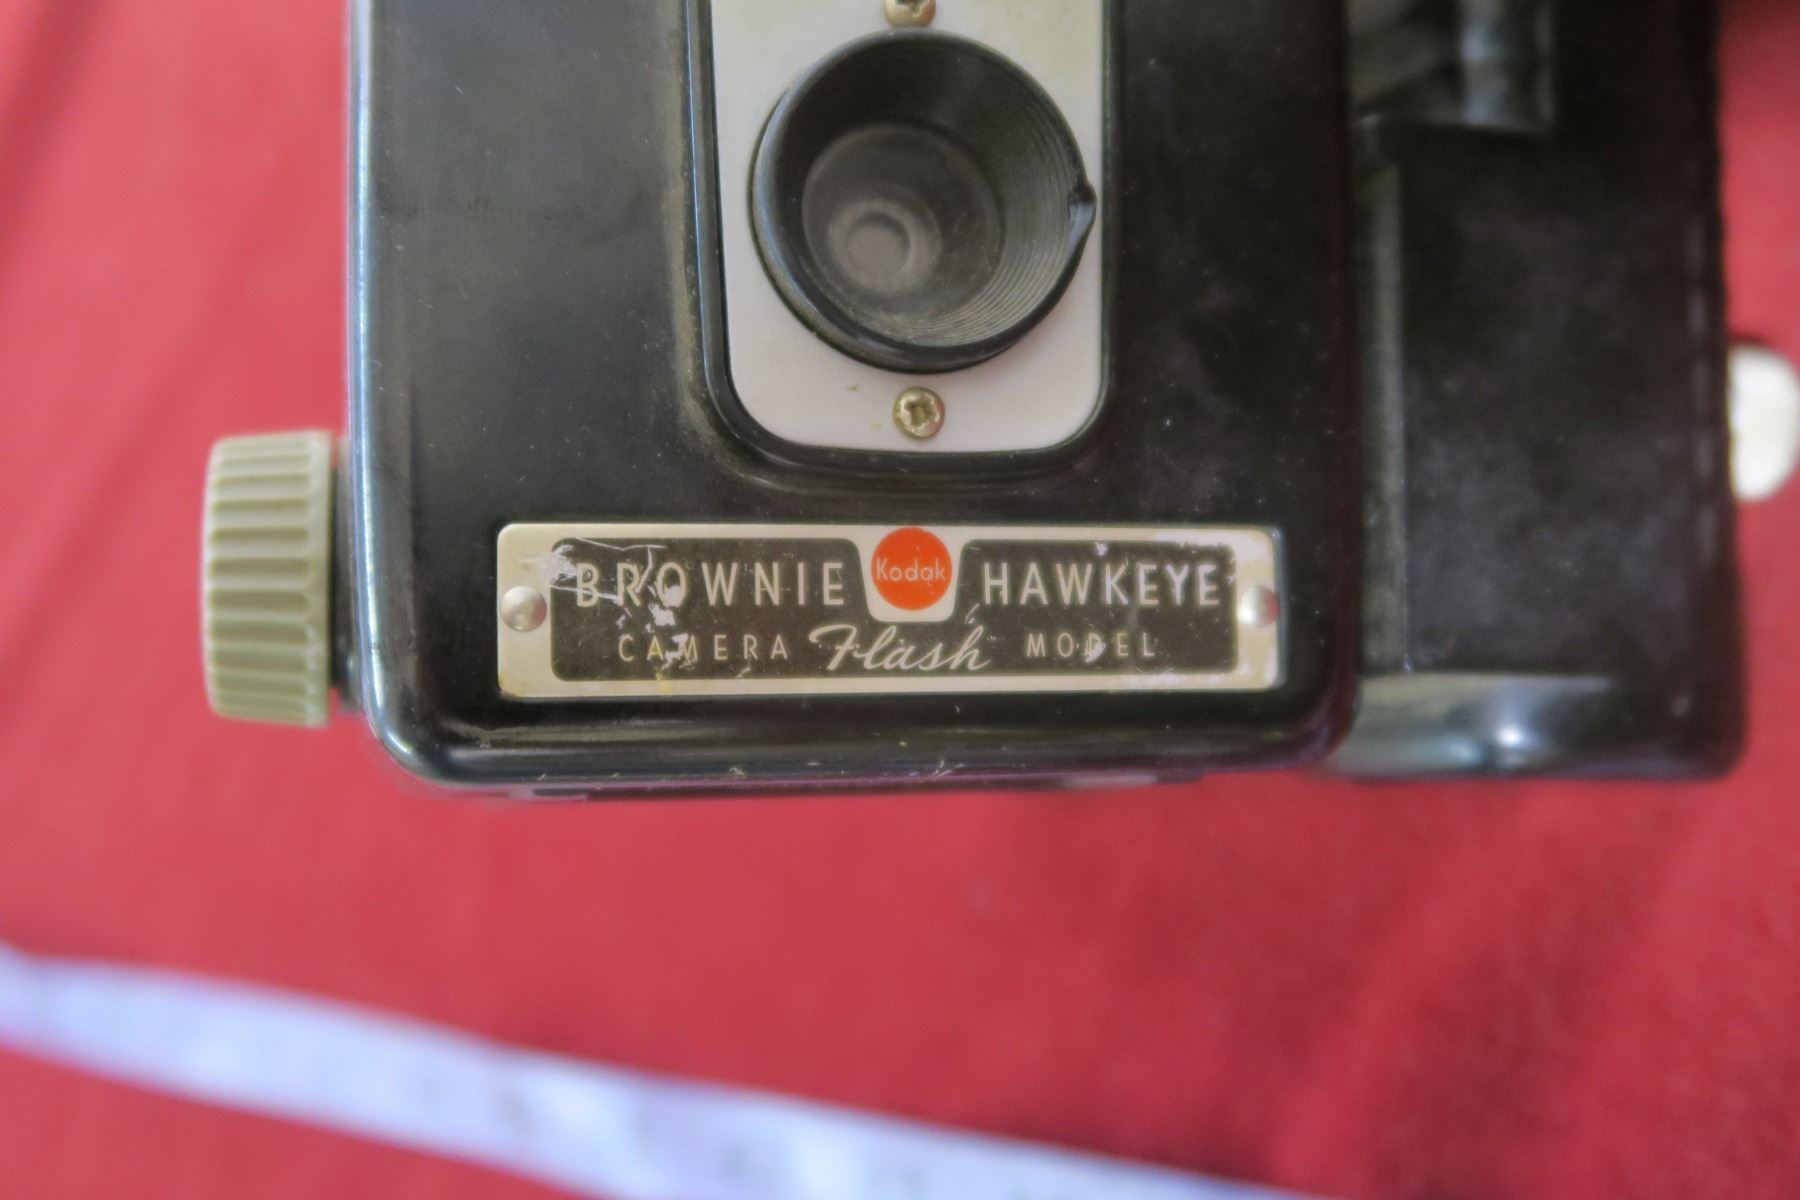 BROWNIE Kodak HAWKEYE
CAMERA Flash MODEL